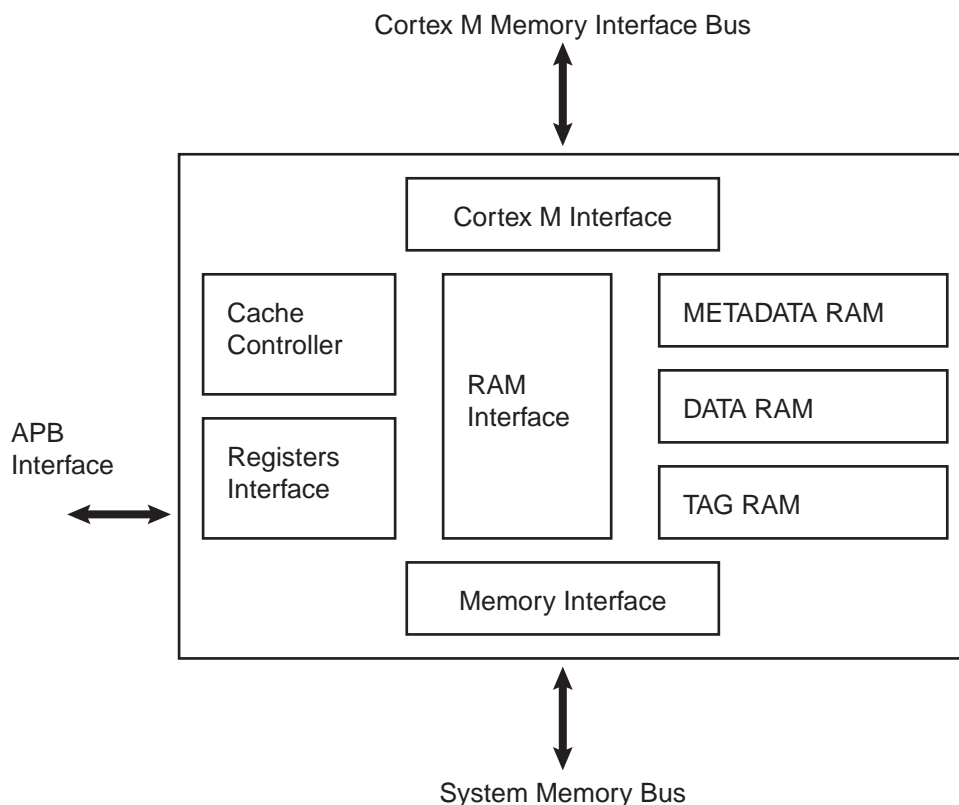 Cortex M Memory Interface Bus
Cortex M Interface
Cache
Controller
METADATA RAM
RAM
Interface
DATA RAM
APB
Interface
Registers
Interface
TAG RAM
Memory Interface
System Memory Bus